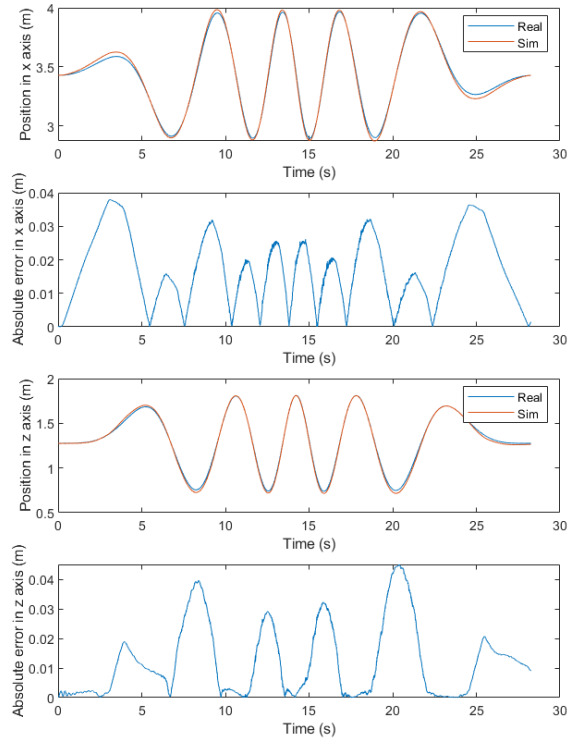 4
3.5
3
Position in x axis (m)
Real
Sim
0 5 10 15 20 25 30
Time (s)
0.04
0.03
0.02
0.01
0
Absolute error in x axis (m)
0 5 10 15 20 25 30
Time (s)
2
1.5
1
0.5
Position in z axis (m)
Real
Sim
0 5 10 15 20 25 30
Time (s)
0.04
0.03
0.02
0.01
0
Absolute error in z axis (m)
0 5 10 15 20 25 30
Time (s)